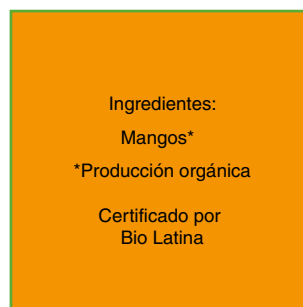 Ingredientes:
Mangos*
*Producción orgánica
Certificado por
Bio Latina